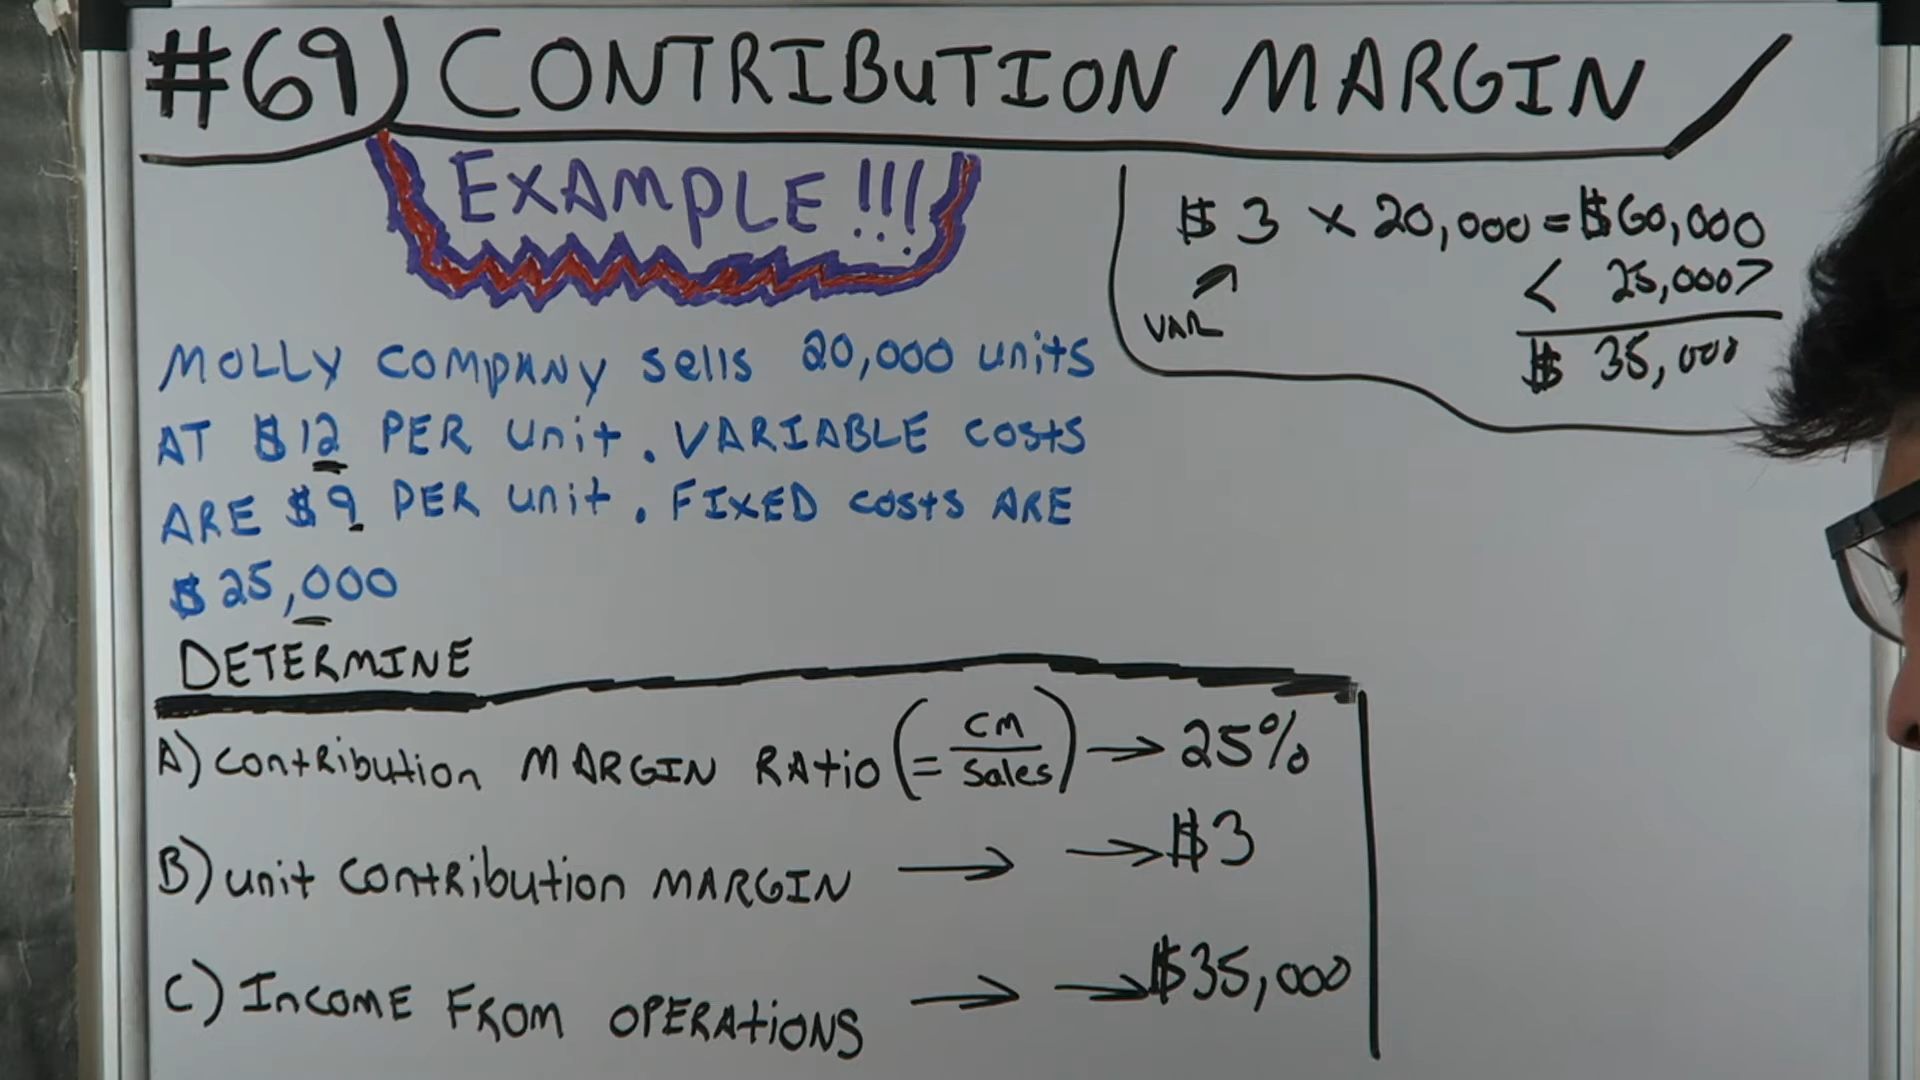 #69) CONTRIBUTION MARGIN
EXAMPLE!!!
$3 x 20,000 = $60,000
< 25,000>
$ 35,000
VAR
MOLLY COMPANY sells 20,000 units
AT $12 PER unit. VARIABLE costs
ARE $9 PER unit. FIXED costs ARE
$25,000
DETERMINE
A) contRibution MARGIN RAtio (= CM / Sales) → 25%
B) unit contRibution MARGIN → → $3
C) INCOME FROM OPERAtiONS → → $35,000